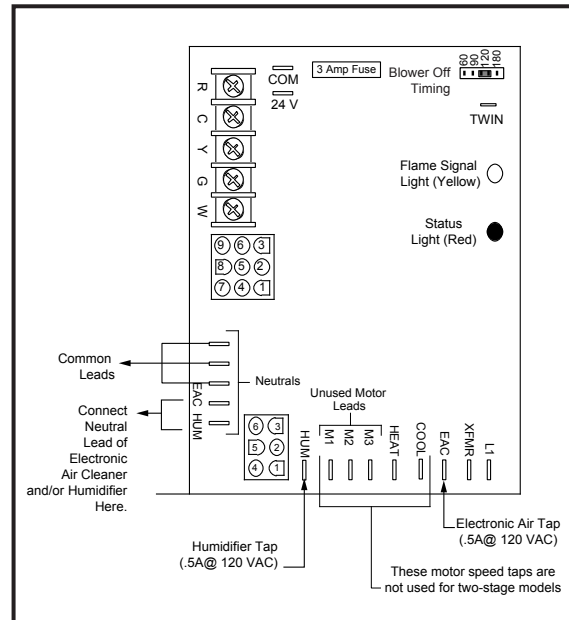 COM
24 V
3 Amp Fuse
Blower Off
Timing
60
90
120
180
TWIN
R
C
Y
G
W
Flame Signal
Light (Yellow)
Status
Light (Red)
9 6 3
8 5 2
7 4 1
Common
Leads
Neutrals
EAC HUM
Connect
Neutral
Lead of
Electronic
Air Cleaner
and/or Humidifier
Here.
Unused Motor
Leads
6 3
5 2
4 1
HUM
M1
M2
M3
HEAT
COOL
EAC
XFMR
L1
Humidifier Tap
(.5A@ 120 VAC)
Electronic Air Tap
(.5A@ 120 VAC)
These motor speed taps are
not used for two-stage models